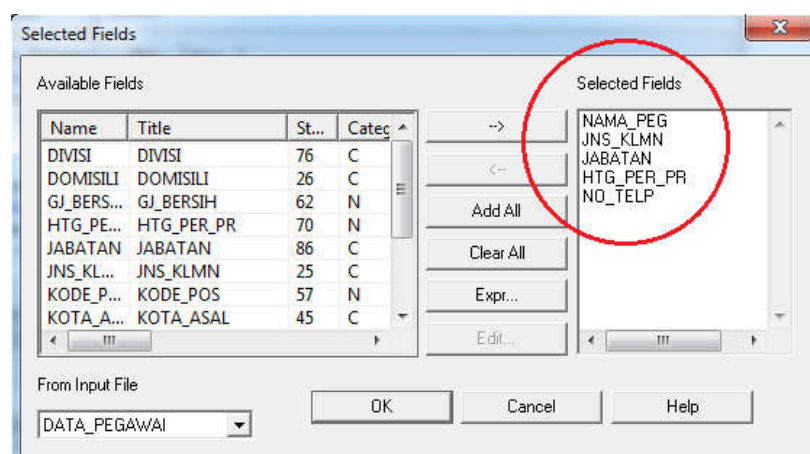 Selected Fields
Available Fields
Name Title St... Categ
DIVISI DIVISI 76 C
DOMISILI DOMISILI 26 C
GJ_BERS... GJ_BERSIH 62 N
HTG_PE... HTG_PER_PR 70 N
JABATAN JABATAN 86 C
JNS_KL... JNS_KLMN 25 C
KODE_P... KODE_POS 57 N
KOTA_A... KOTA_ASAL 45 C
-->
<--
Add All
Clear All
Expr...
Edit...
Selected Fields
NAMA_PEG
JNS_KLMN
JABATAN
HTG_PER_PR
NO_TELP
From Input File
DATA_PEGAWAI
OK
Cancel
Help